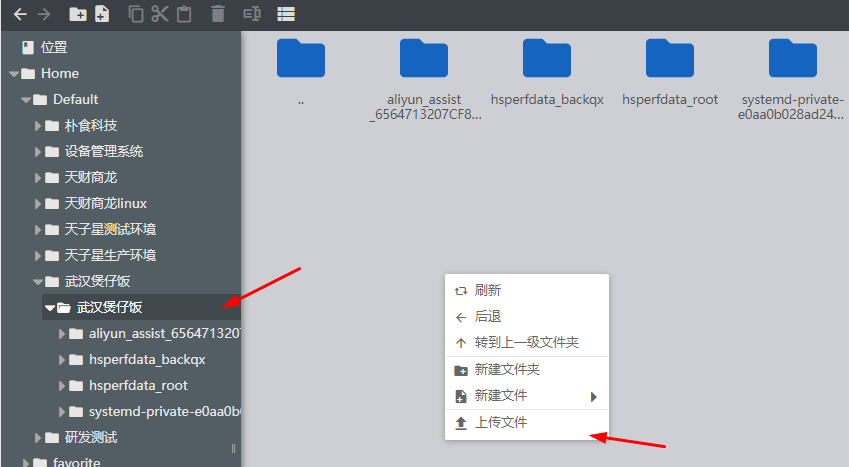 位置
Home
Default
朴食科技
设备管理系统
天财商龙
天财商龙linux
天子星测试环境
天子星生产环境
武汉煲仔饭
武汉煲仔饭
aliyun_assist_6564713207
hsperfdata_backqx
hsperfdata_root
systemd-private-e0aa0b0
研发测试
favorite
..
aliyun_assist
_6564713207CF8...
hsperfdata_backqx
hsperfdata_root
systemd-private-
e0aa0b028ad24...
刷新
后退
转到上一级文件夹
新建文件夹
新建文件
上传文件